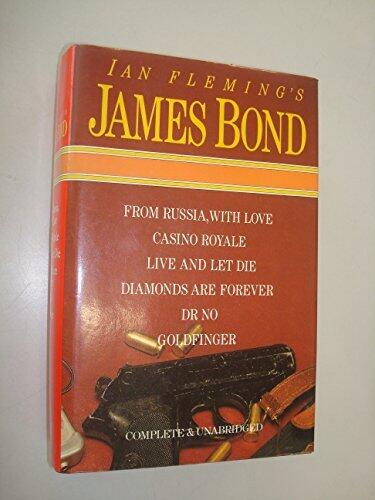 IAN FLEMING'S
JAMES BOND
FROM RUSSIA, WITH LOVE
CASINO ROYALE
LIVE AND LET DIE
DIAMONDS ARE FOREVER
DR NO
GOLDFINGER
COMPLETE & UNABRIDGED